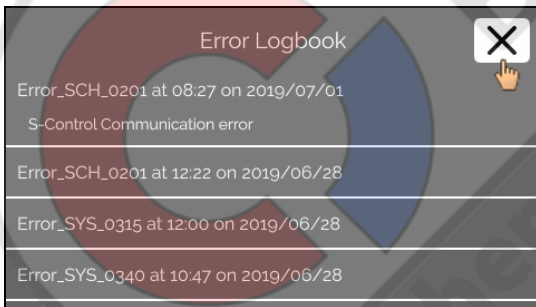 Error Logbook
Error_SCH_0201 at 08:27 on 2019/07/01
S-Control Communication error
Error_SCH_0201 at 12:22 on 2019/06/28
Error_SYS_0315 at 12:00 on 2019/06/28
Error_SYS_0340 at 10:47 on 2019/06/28